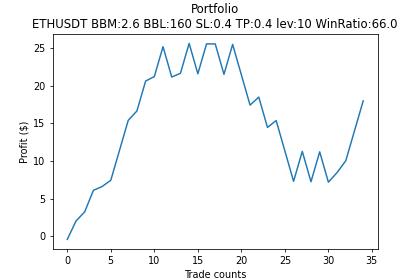 Portfolio
ETHUSDT BBM:2.6 BBL:160 SL:0.4 TP:0.4 lev:10 WinRatio:66.0
25
20
15
10
5
0
Profit ($)
0 5 10 15 20 25 30 35
Trade counts